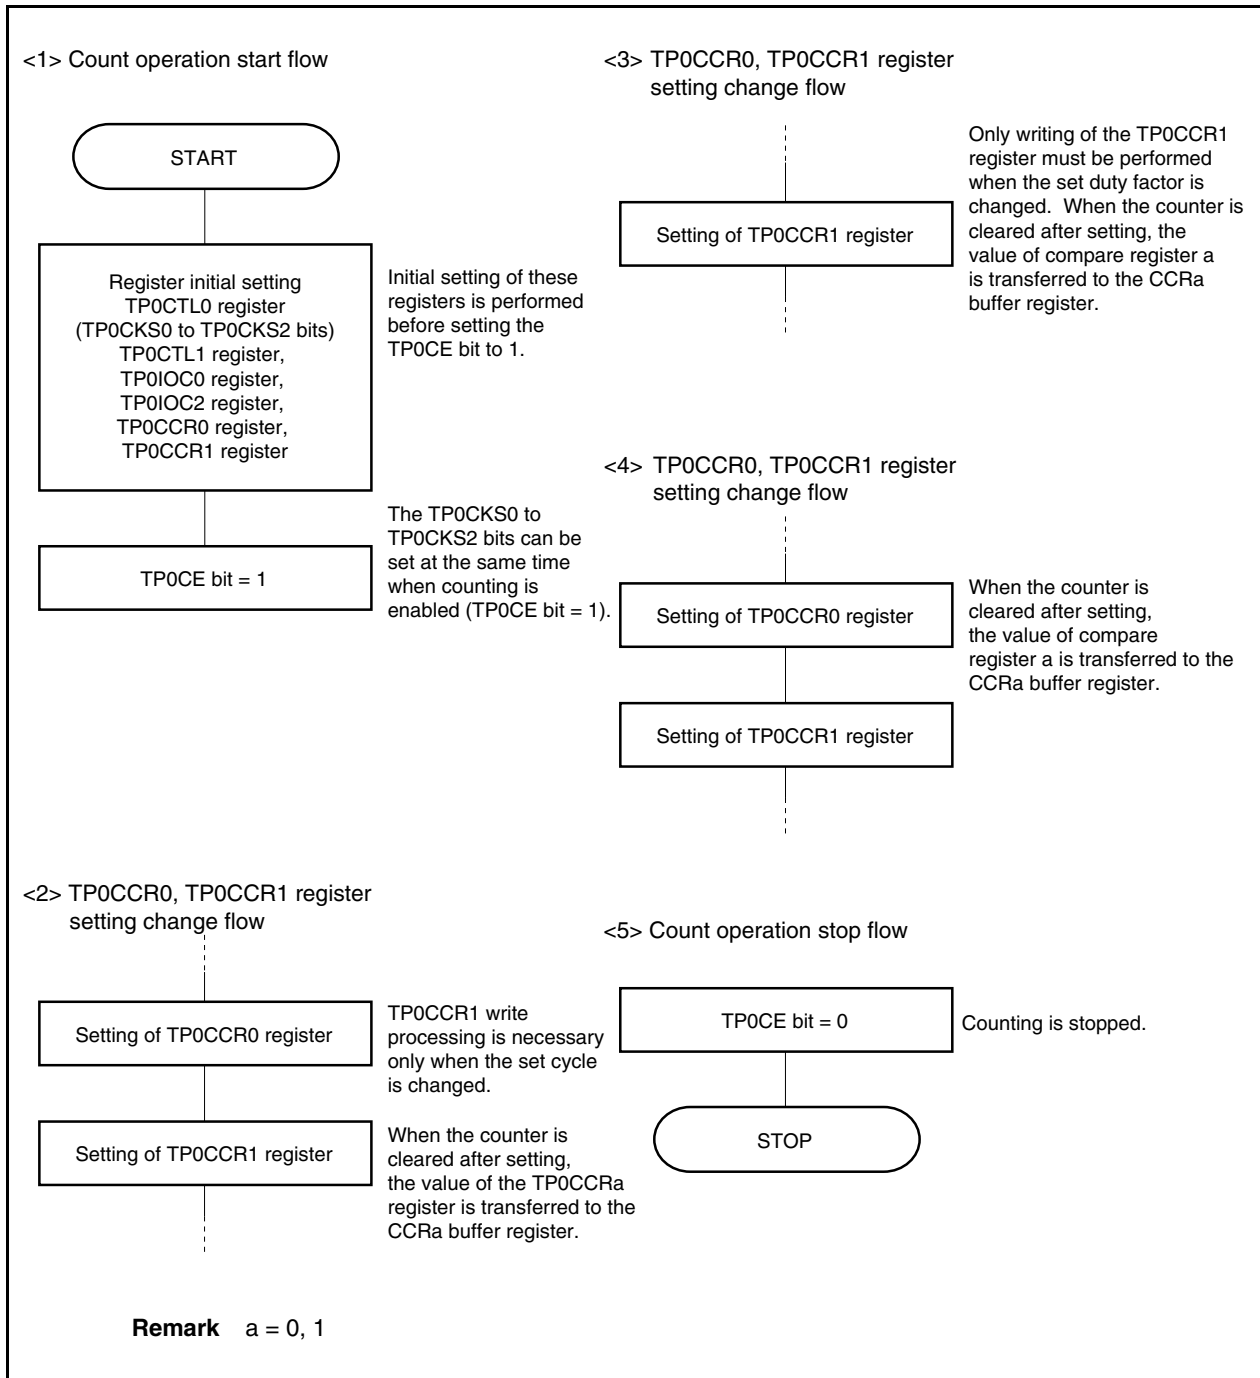 <1> Count operation start flow
START
Register initial setting
TP0CTL0 register
(TP0CKS0 to TP0CKS2 bits)
TP0CTL1 register,
TP0IOC0 register,
TP0IOC2 register,
TP0CCR0 register,
TP0CCR1 register
Initial setting of these
registers is performed
before setting the
TP0CE bit to 1.
TP0CE bit = 1
The TP0CKS0 to
TP0CKS2 bits can be
set at the same time
when counting is
enabled (TP0CE bit = 1).
<2> TP0CCR0, TP0CCR1 register
setting change flow
Setting of TP0CCR0 register
TP0CCR1 write
processing is necessary
only when the set cycle
is changed.
Setting of TP0CCR1 register
When the counter is
cleared after setting,
the value of the TP0CCRa
register is transferred to the
CCRa buffer register.
<3> TP0CCR0, TP0CCR1 register
setting change flow
Setting of TP0CCR1 register
Only writing of the TP0CCR1
register must be performed
when the set duty factor is
changed.  When the counter is
cleared after setting, the
value of compare register a
is transferred to the CCRa
buffer register.
<4> TP0CCR0, TP0CCR1 register
setting change flow
Setting of TP0CCR0 register
When the counter is
cleared after setting,
the value of compare
register a is transferred to the
CCRa buffer register.
Setting of TP0CCR1 register
<5> Count operation stop flow
TP0CE bit = 0
Counting is stopped.
STOP
Remark a = 0, 1